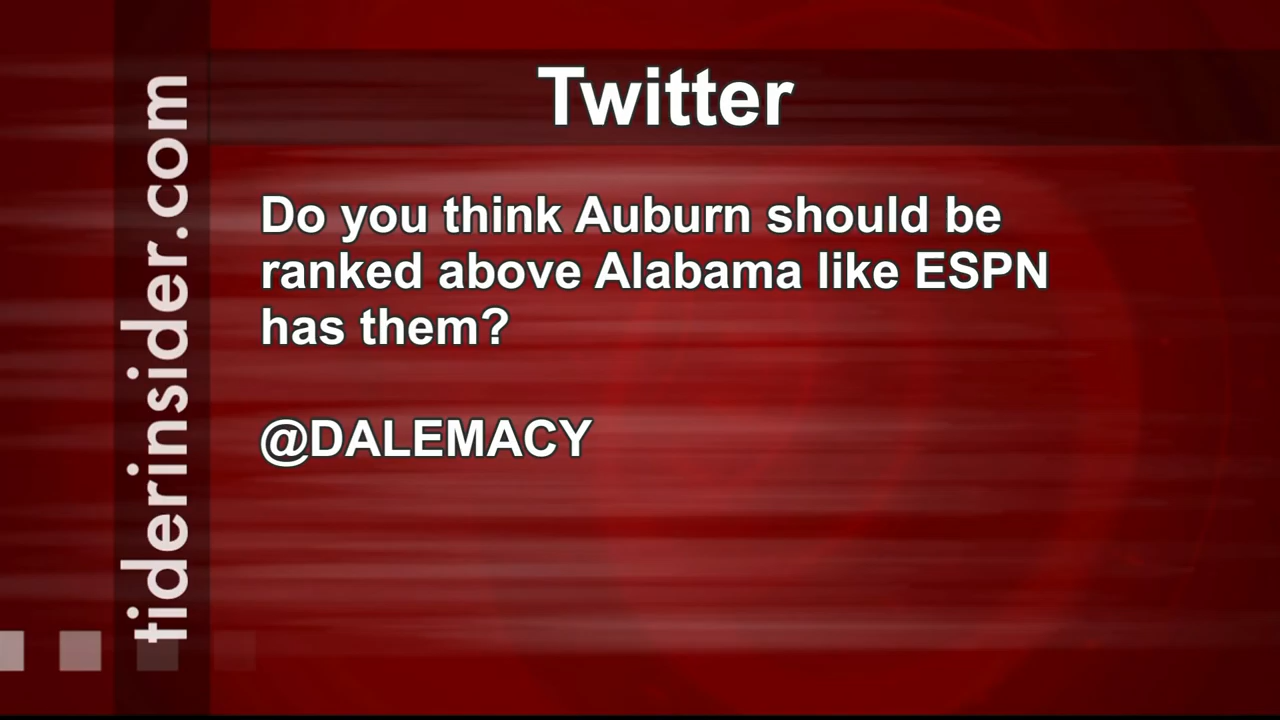 Twitter
tiderinsider.com
Do you think Auburn should be
ranked above Alabama like ESPN
has them?
@DALEMACY